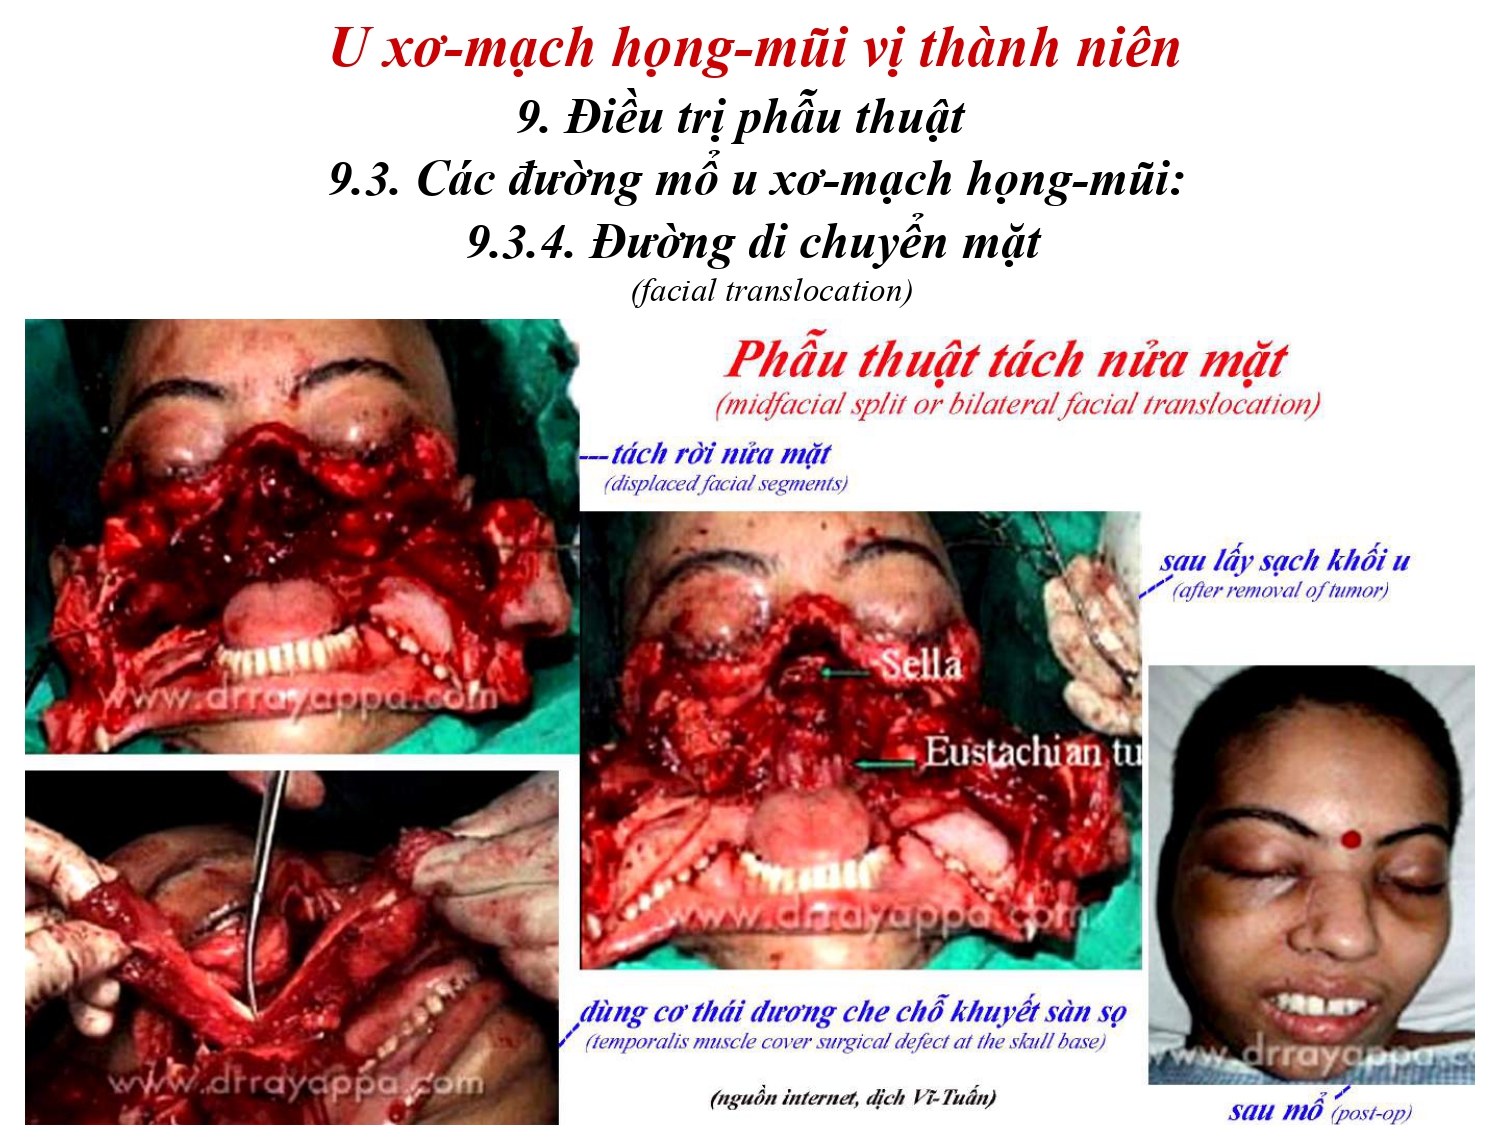 U xơ-mạch họng-mũi vị thành niên
9. Điều trị phẫu thuật
9.3. Các đường mổ u xơ-mạch họng-mũi:
9.3.4. Đường di chuyển mặt
(facial translocation)
Phẫu thuật tách nửa mặt
(midfacial split or bilateral facial translocation)
---tách rời nửa mặt
(displaced facial segments)
sau lấy sạch khối u
(after removal of tumor)
Sella
Eustachian tu
www.drrayappa.com
www.drrayappa.com
dùng cơ thái dương che chỗ khuyết sàn sọ
(temporalis muscle cover surgical defect at the skull base)
www.drrayappa.com
www.drrayappa.co
(nguồn internet, dịch Vĩ-Tuấn)
sau mổ (post-op)